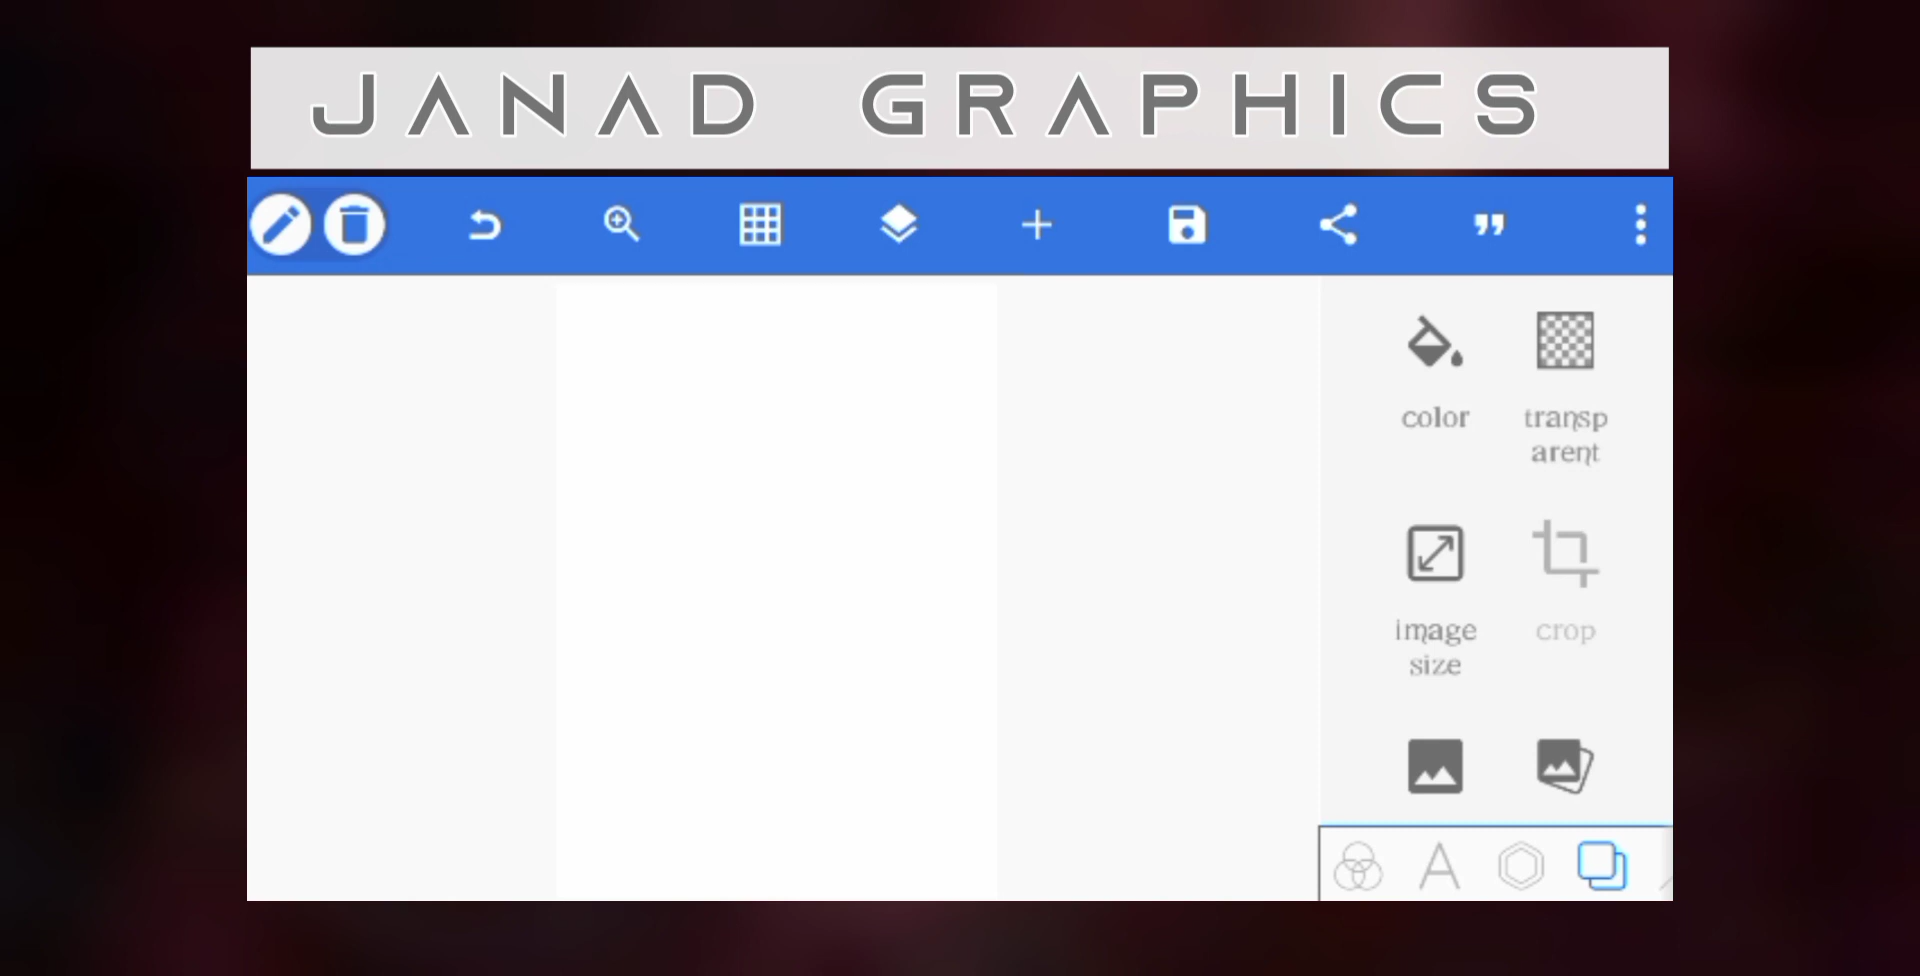 JANAD GRAPHICS
color
transp
arent
image
size
crop
A